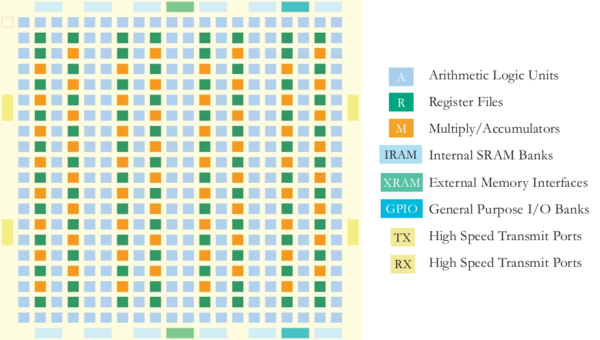 A Arithmetic Logic Units
R Register Files
M Multiply/Accumulators
IRAM Internal SRAM Banks
XRAM External Memory Interfaces
GPIO General Purpose I/O Banks
TX High Speed Transmit Ports
RX High Speed Transmit Ports